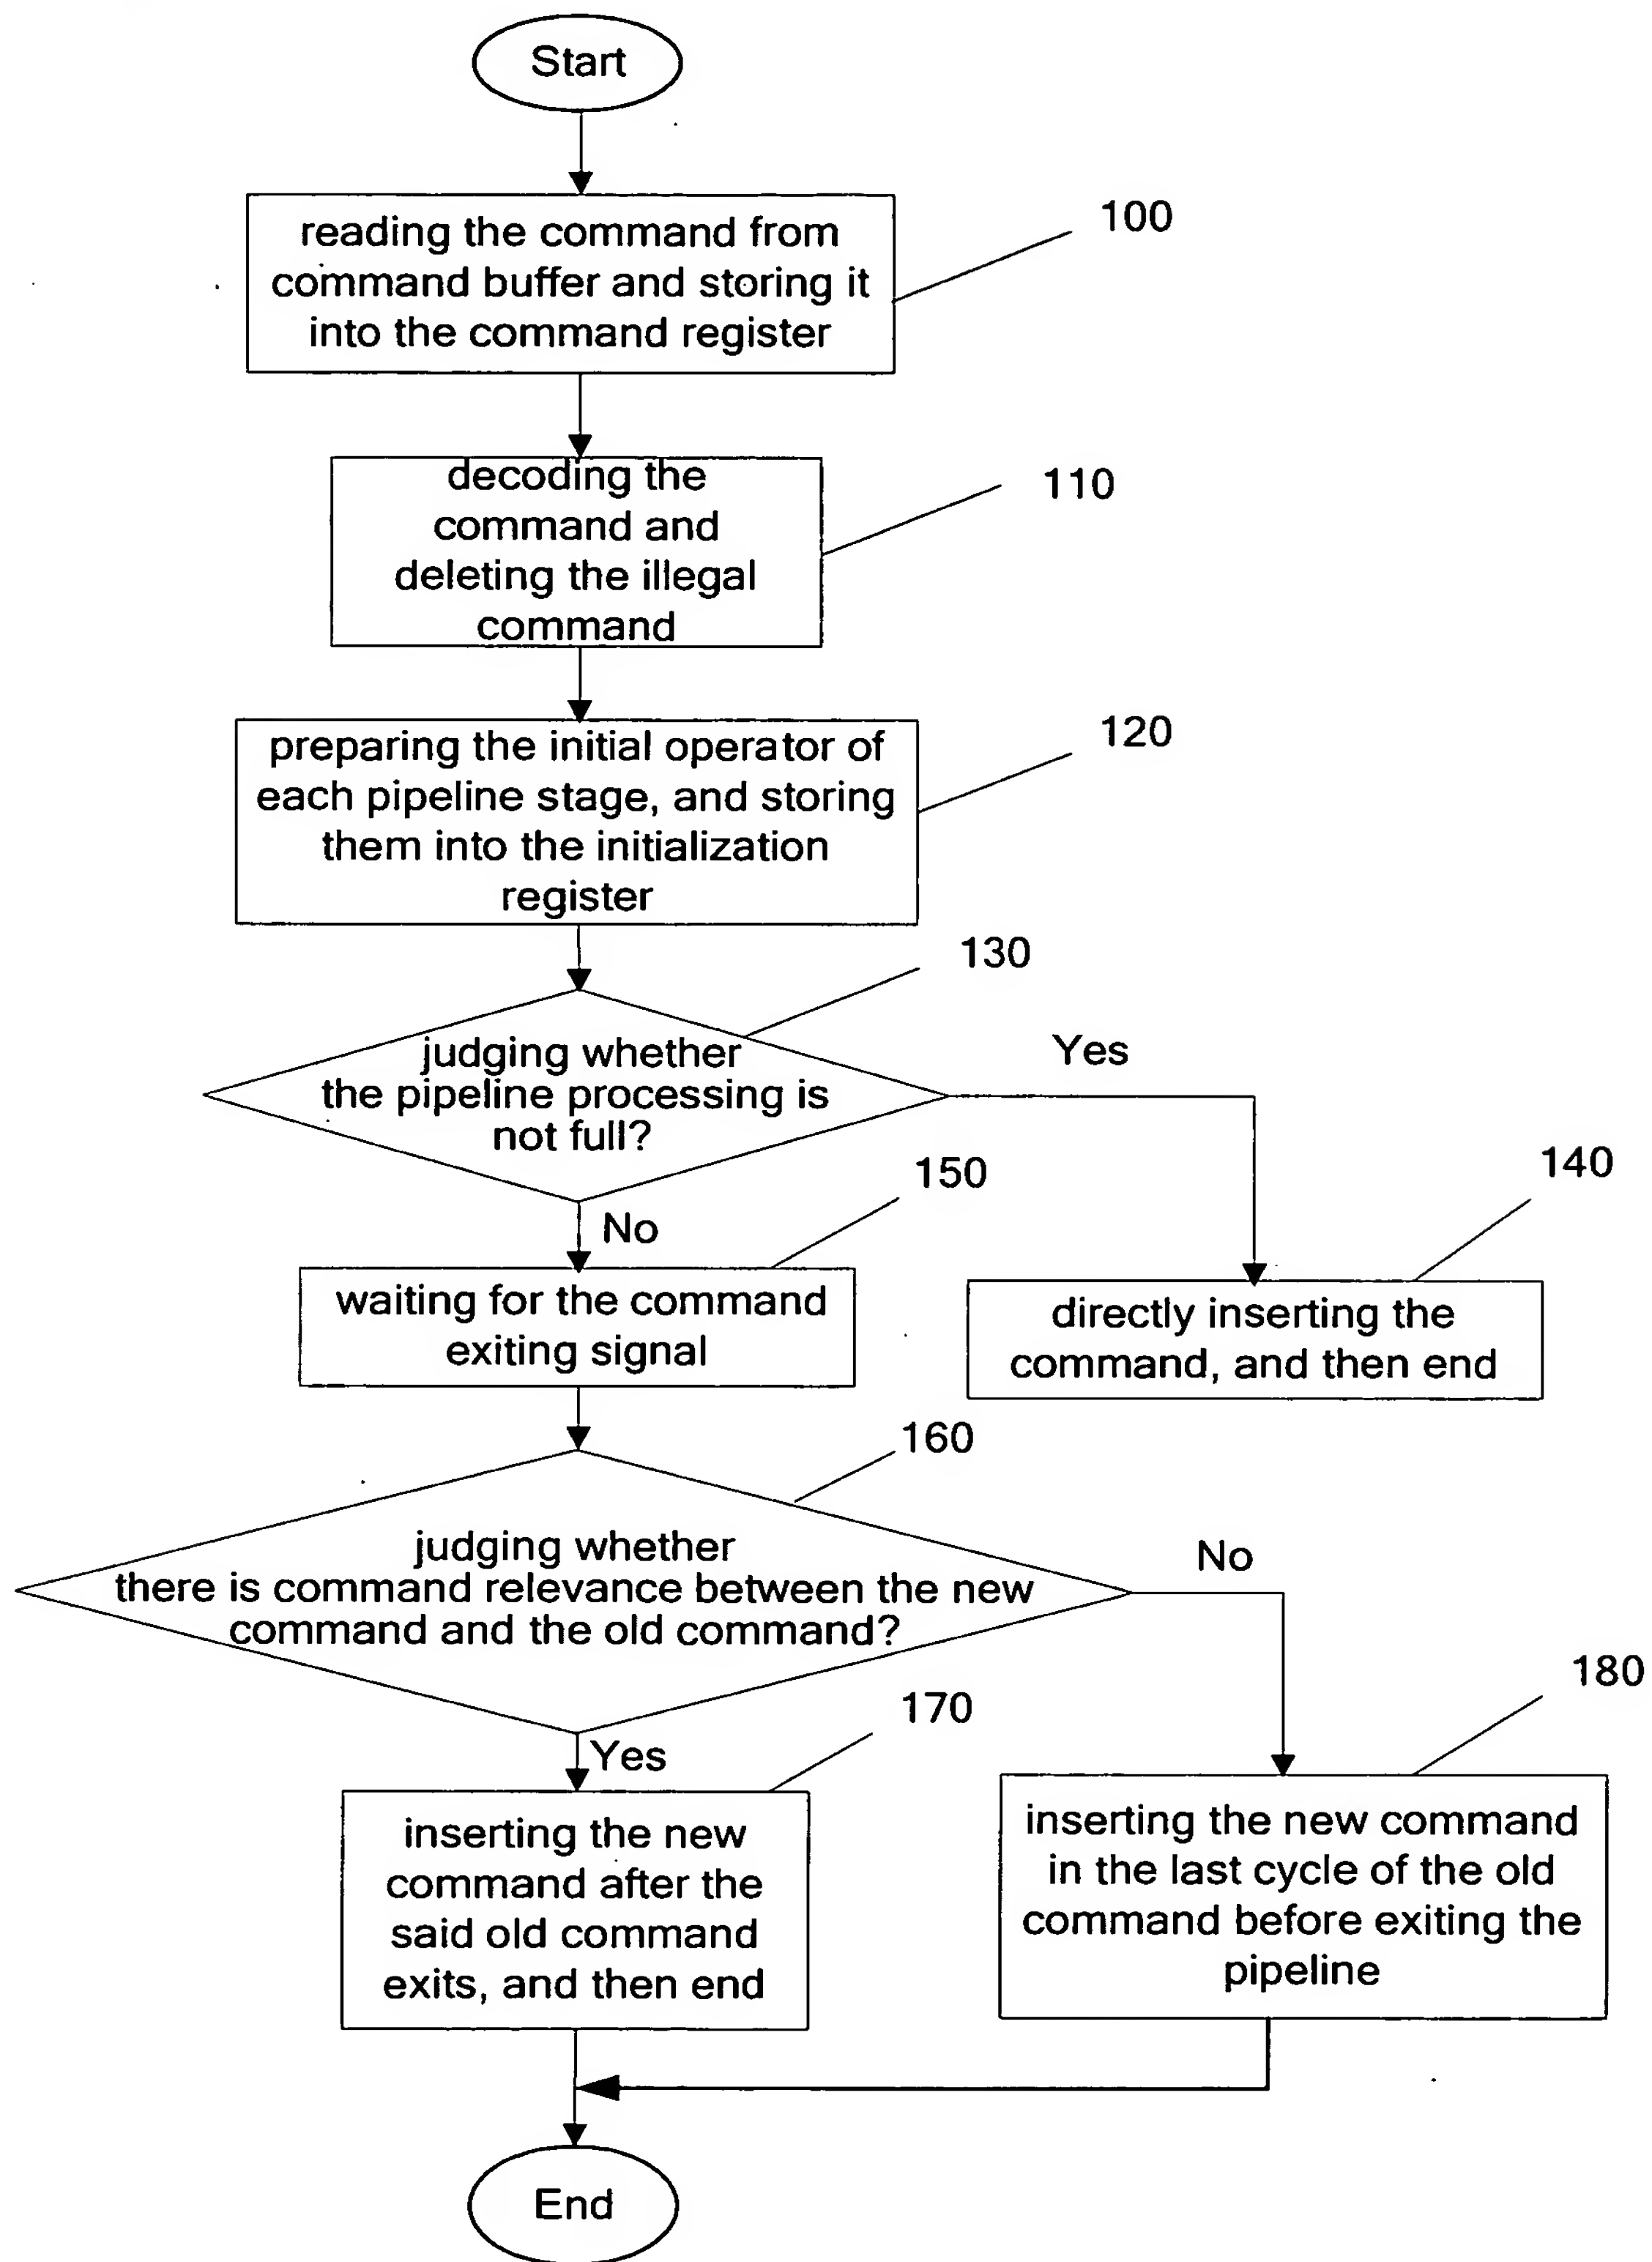 Start
reading the command from
command buffer and storing it
into the command register
100
decoding the
command and
deleting the illegal
command
110
preparing the initial operator of
each pipeline stage, and storing
them into the initialization
register
120
130
judging whether
the pipeline processing is
not full?
Yes
No
150
waiting for the command
exiting signal
140
directly inserting the
command, and then end
160
judging whether
there is command relevance between the new
command and the old command?
No
Yes
170
inserting the new
command after the
said old command
exits, and then end
180
inserting the new command
in the last cycle of the old
command before exiting the
pipeline
End